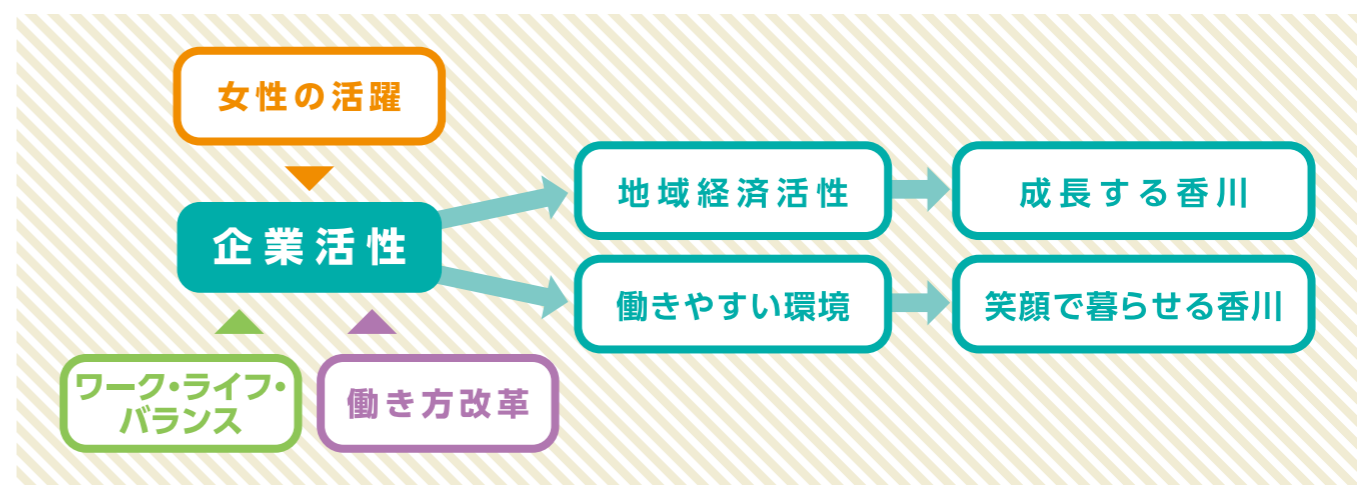 女性の活躍
企業活性
ワーク・ライフ・
バランス
働き方改革
地域経済活性
成長する香川
働きやすい環境
笑顔で暮らせる香川